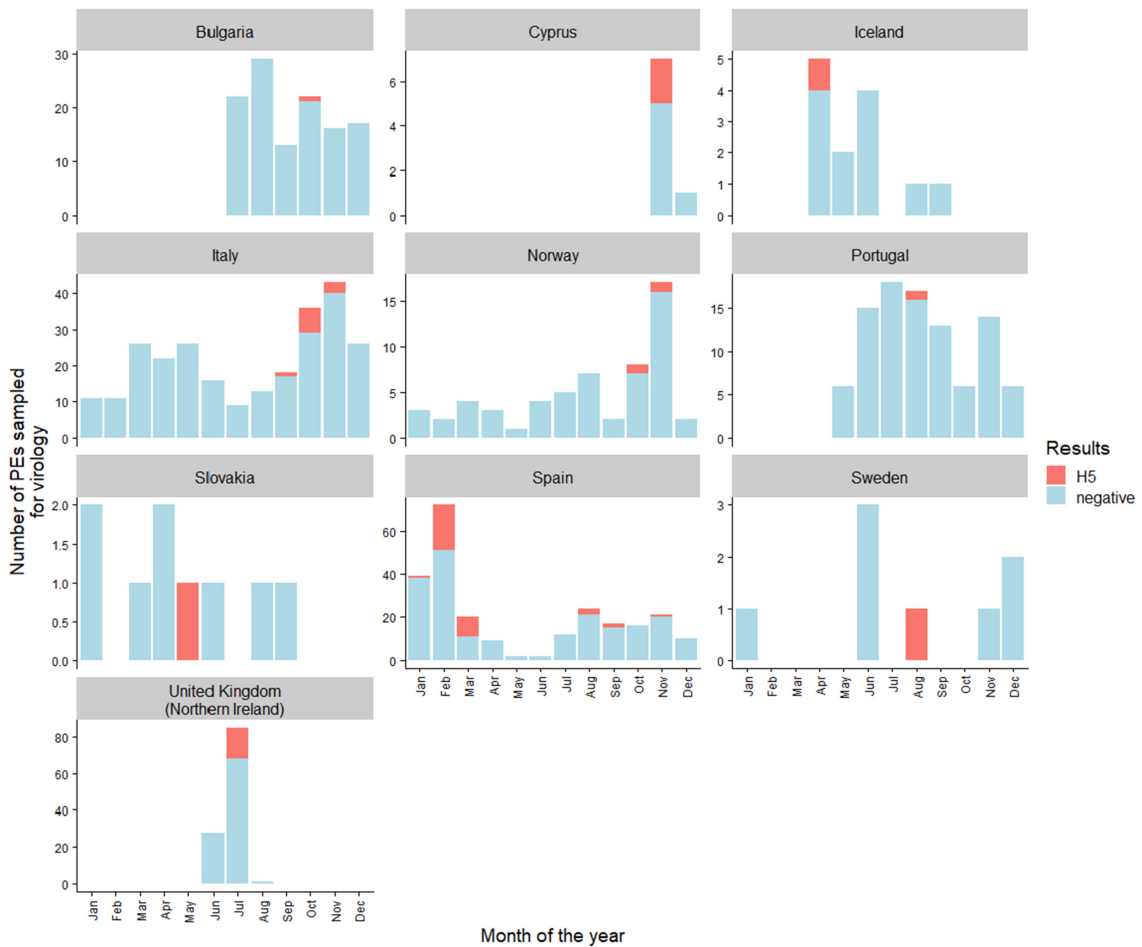 Bulgaria
Cyprus
Iceland
30
20
10
0
6
4
2
0
5
4
3
2
1
0
Italy
Norway
Portugal
40
30
20
10
0
15
10
5
0
15
10
5
0
Slovakia
Spain
Sweden
2.0
1.5
1.0
0.5
0.0
60
40
20
0
3
2
1
0
Jan Feb Mar Apr May Jun Jul Aug Sep Oct Nov Dec
Jan Feb Mar Apr May Jun Jul Aug Sep Oct Nov Dec
United Kingdom
(Northern Ireland)
80
60
40
20
0
Jan Feb Mar Apr May Jun Jul Aug Sep Oct Nov Dec
Number of PEs sampled
for virology
Month of the year
Results
H5
negative